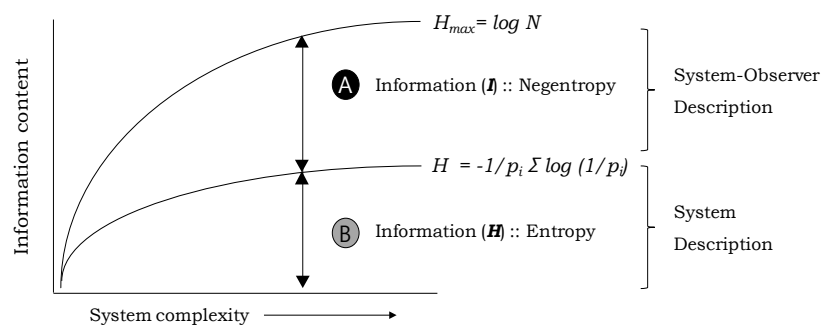 H_max = log N
A Information (I) :: Negentropy
System-Observer
Description
H = -1/p_i Σ log (1/p_i)
B Information (H) :: Entropy
System
Description
Information content
System complexity